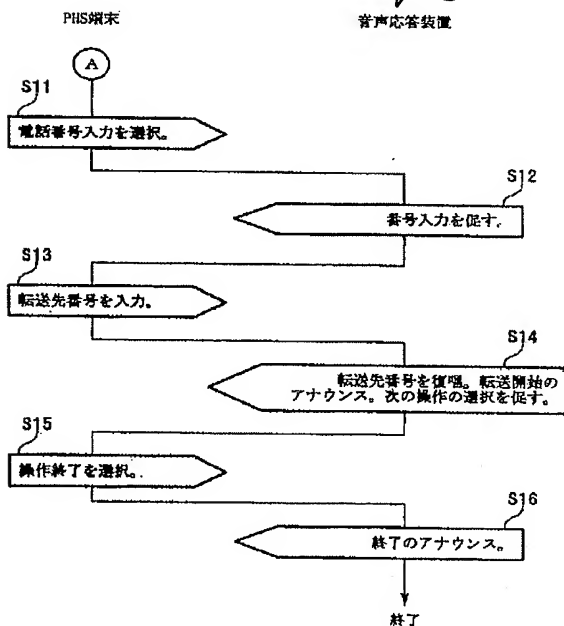 PHS端末
音声応答装置
A
S11
電話番号入力を選択。
S12
番号入力を促す。
S13
転送先番号を入力。
S14
転送先番号を復唱。転送開始の
アナウンス。次の操作の選択を促す。
S15
操作終了を選択。
S16
終了のアナウンス。
終了